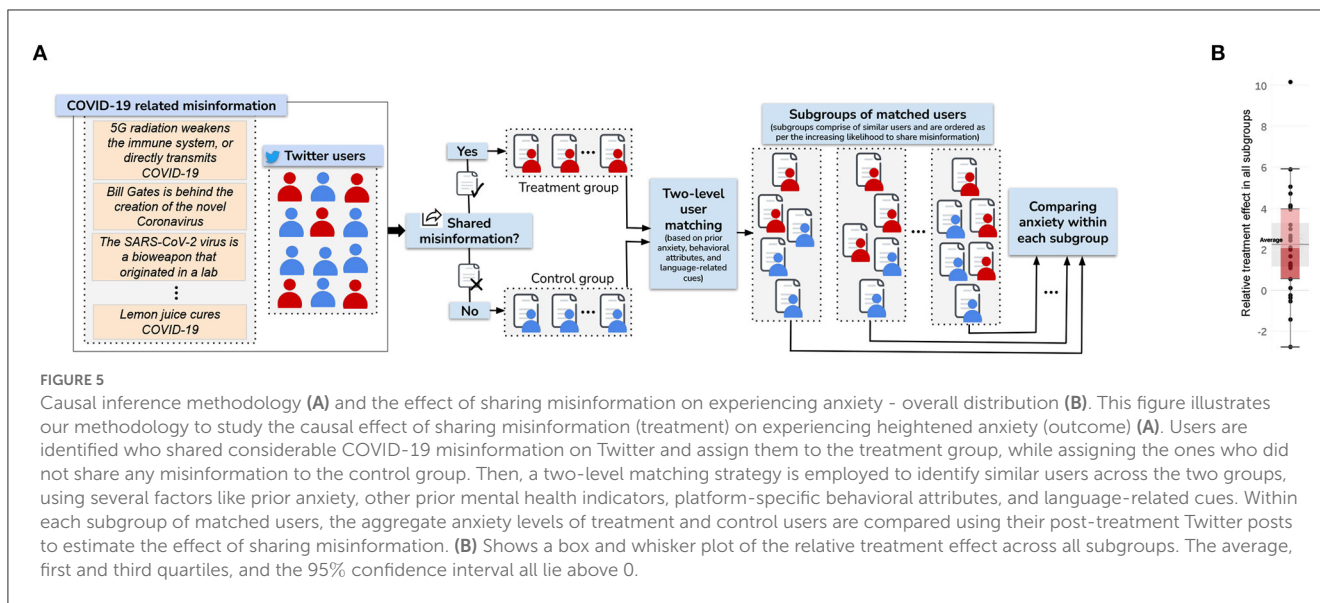 A
COVID-19 related misinformation
5G radiation weakens
the immune system, or
directly transmits
COVID-19
Bill Gates is behind the
creation of the novel
Coronavirus
The SARS-CoV-2 virus is
a bioweapon that
originated in a lab
Lemon juice cures
COVID-19
Twitter users
Shared
misinformation?
Yes
No
Treatment group
Control group
Two-level
user
matching
(based on prior
anxiety, behavioral
attributes, and
language-related
cues)
Subgroups of matched users
(subgroups comprise of similar users and are ordered as
per the increasing likelihood to share misinformation)
Comparing
anxiety within
each subgroup
B
Relative treatment effect in all subgroups
10
8
6
4
2
0
-2
Average
FIGURE 5
Causal inference methodology (A) and the effect of sharing misinformation on experiencing anxiety - overall distribution (B). This figure illustrates
our methodology to study the causal effect of sharing misinformation (treatment) on experiencing heightened anxiety (outcome) (A). Users are
identified who shared considerable COVID-19 misinformation on Twitter and assign them to the treatment group, while assigning the ones who did
not share any misinformation to the control group. Then, a two-level matching strategy is employed to identify similar users across the two groups,
using several factors like prior anxiety, other prior mental health indicators, platform-specific behavioral attributes, and language-related cues. Within
each subgroup of matched users, the aggregate anxiety levels of treatment and control users are compared using their post-treatment Twitter posts
to estimate the effect of sharing misinformation. (B) Shows a box and whisker plot of the relative treatment effect across all subgroups. The average,
first and third quartiles, and the 95% confidence interval all lie above 0.